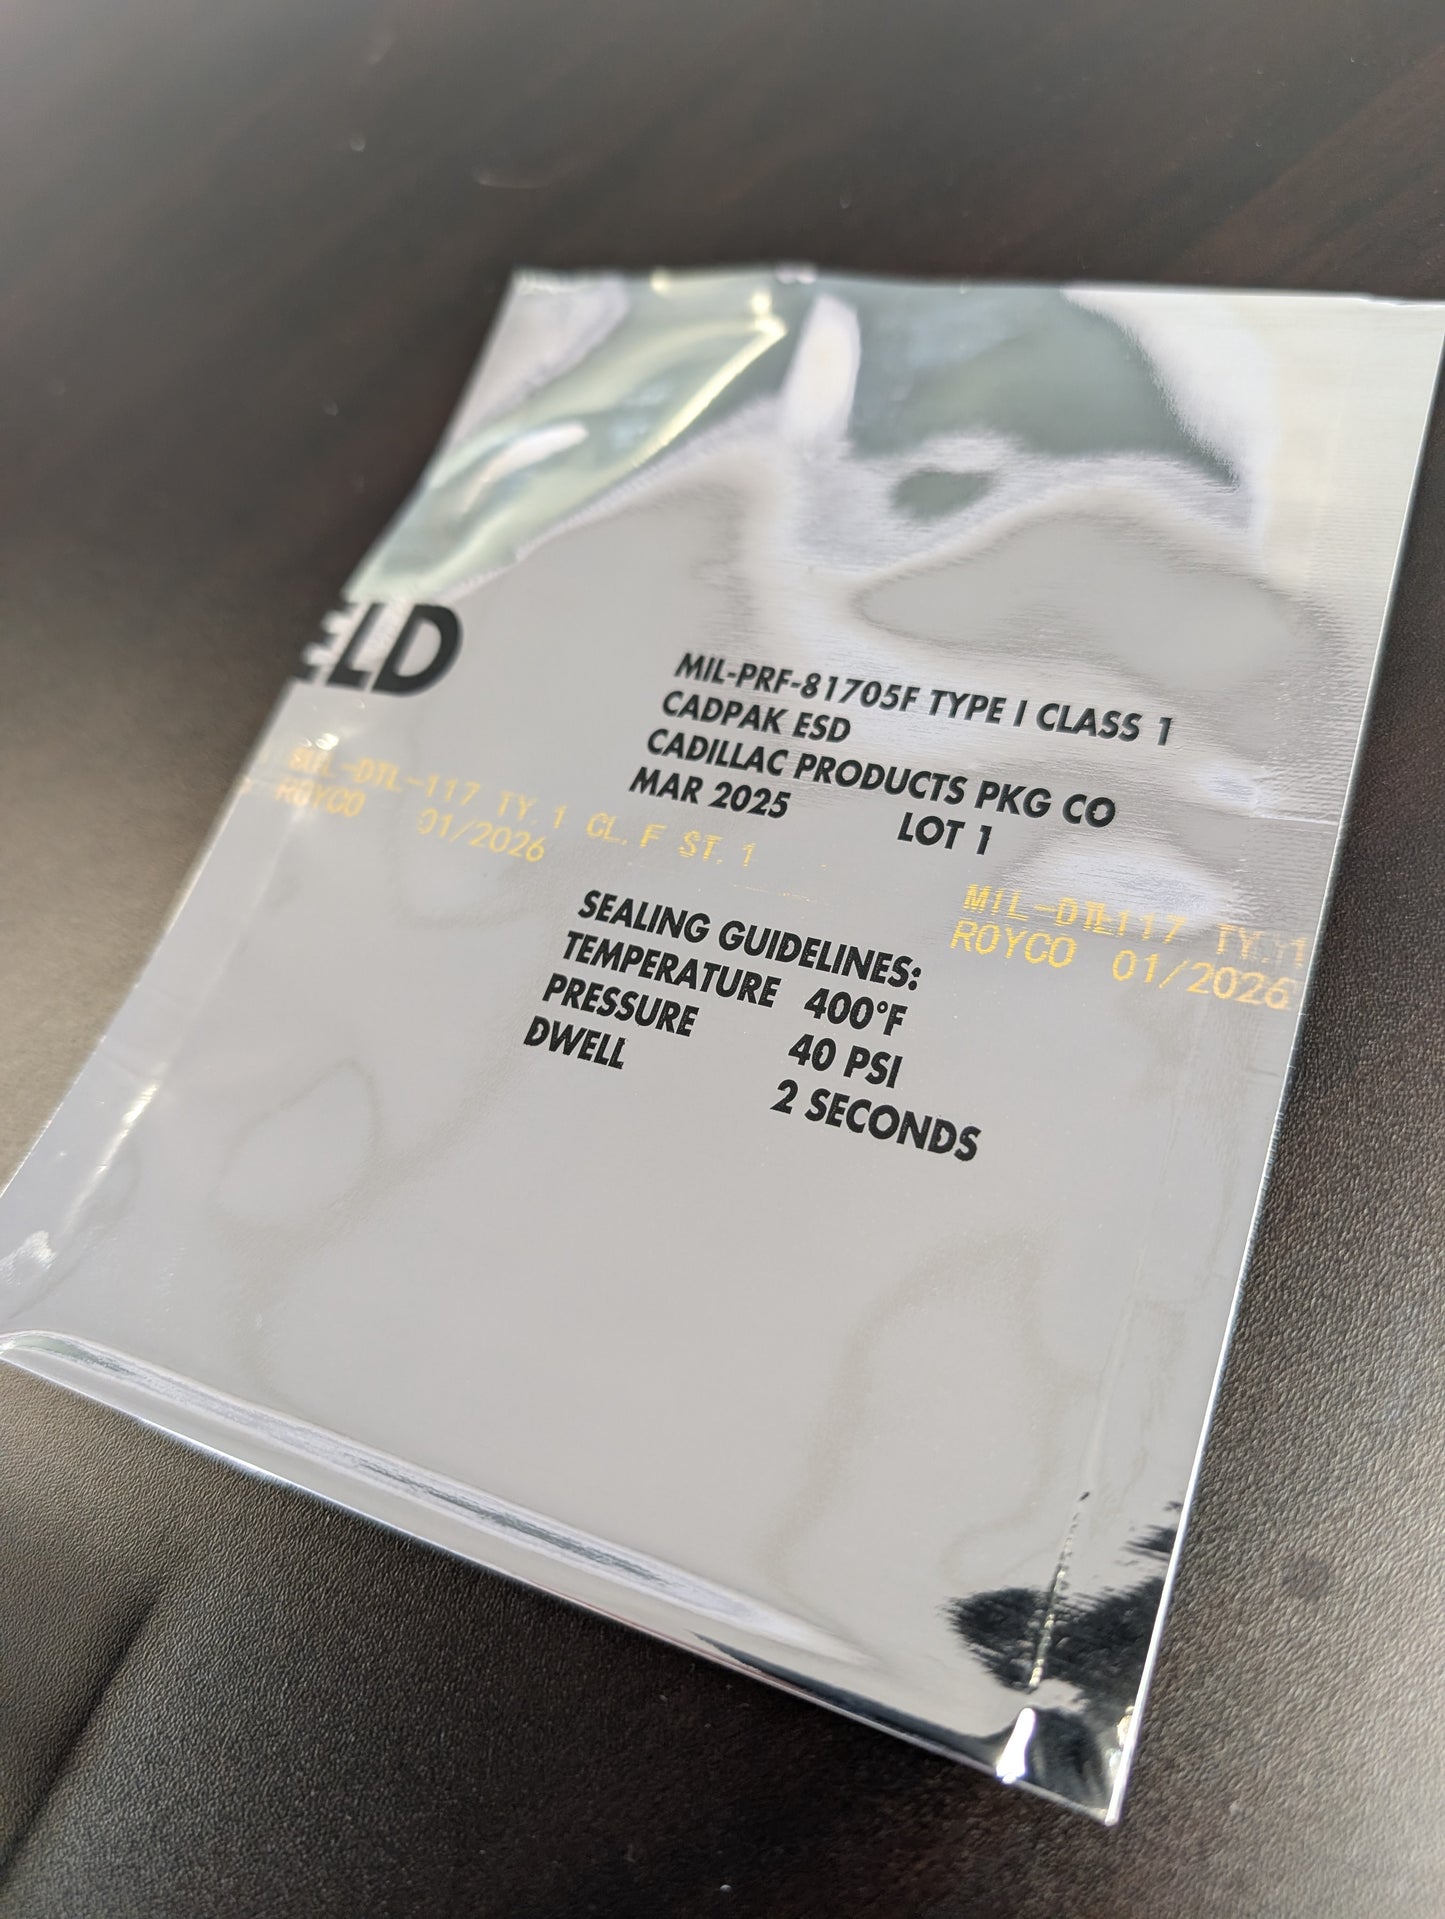 ELD
MIL-PRF-81705F TYPE I CLASS 1
CADPAK ESD
CADILLAC PRODUCTS PKG CO
MAR 2025 LOT 1
MIL-DTL-117 TY.1 CL.F ST.1
ROYCO 01/2026
MIL-DTL117 TY.1
ROYCO 01/2026
SEALING GUIDELINES:
TEMPERATURE 400°F
PRESSURE 40 PSI
DWELL 2 SECONDS